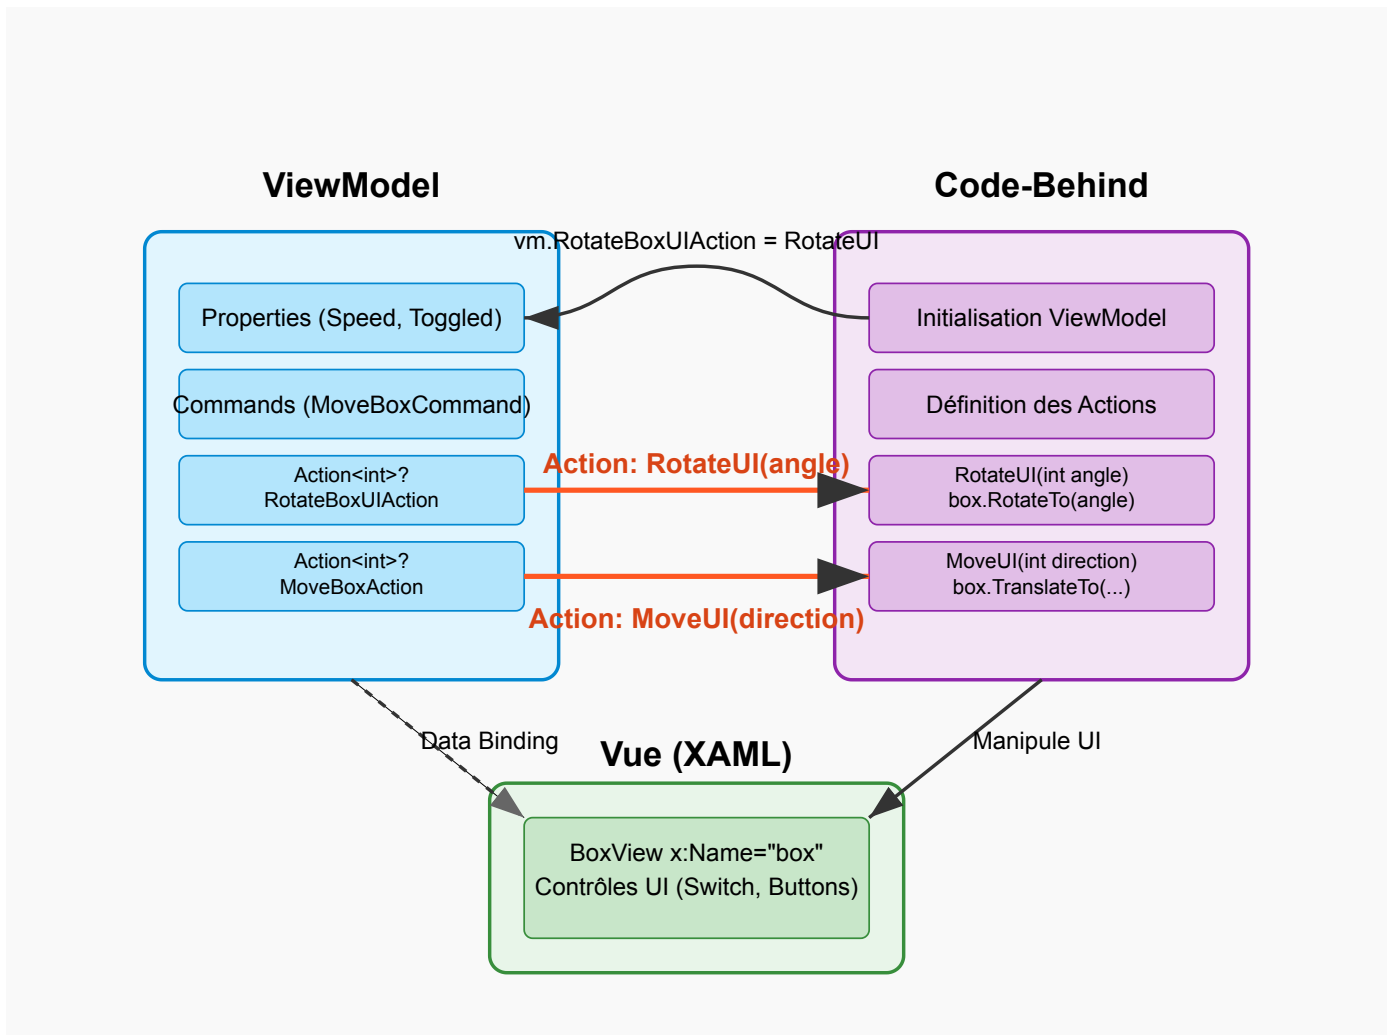 ViewModel
Code-Behind
vm.RotateBoxUIAction = RotateUI
Properties (Speed, Toggled)
Initialisation ViewModel
Commands (MoveBoxCommand)
Définition des Actions
Action: RotateUI(angle)
Action<int>?
RotateBoxUIAction
RotateUI(int angle)
box.RotateTo(angle)
Action<int>?
MoveBoxAction
MoveUI(int direction)
box.TranslateTo(...)
Action: MoveUI(direction)
Data Binding
Vue (XAML)
Manipule UI
BoxView x:Name="box"
Contrôles UI (Switch, Buttons)